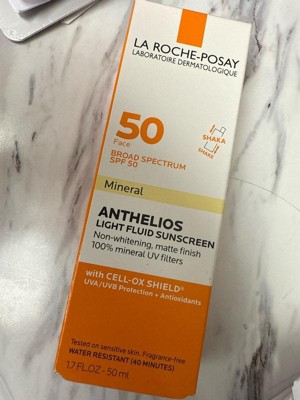 LA ROCHE-POSAY
LABORATOIRE DERMATOLOGIQUE
50
Face
BROAD SPECTRUM
SPF 50
SHAKA
SHAKE
Mineral
ANTHELIOS
LIGHT FLUID SUNSCREEN
Non-whitening, matte finish
100% mineral UV filters
with CELL-OX SHIELD®
UVA/UVB Protection + Antioxidants
Tested on sensitive skin. Fragrance-free
WATER RESISTANT (40 MINUTES)
1.7 FL.OZ - 50 ml